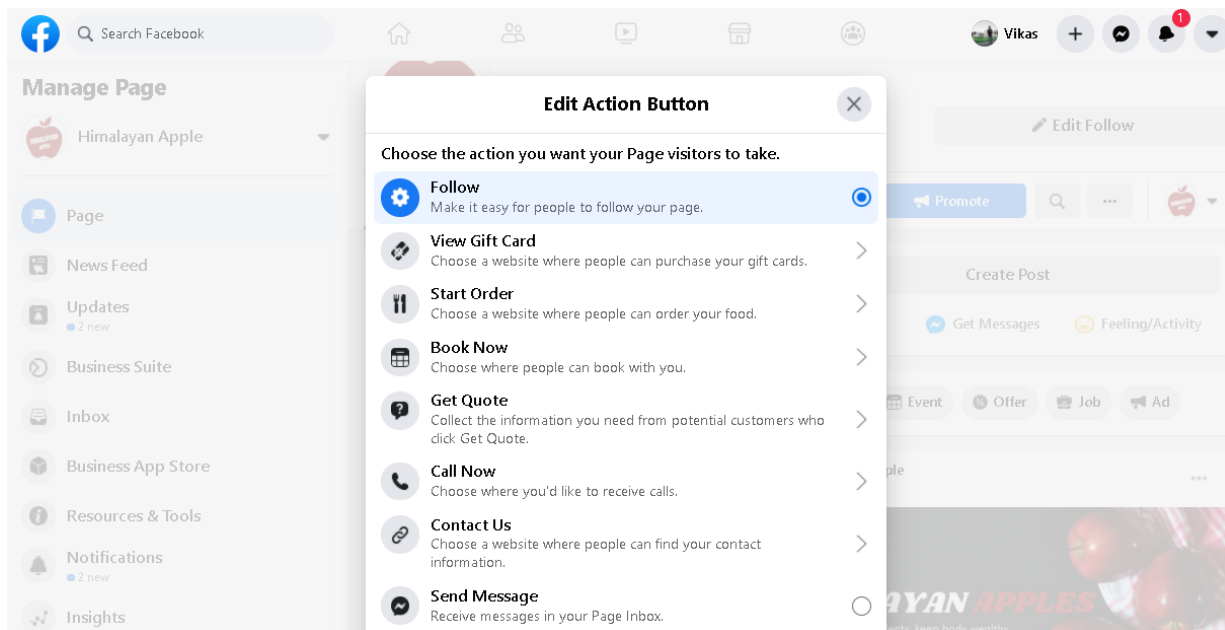 Search Facebook
Vikas
1
Manage Page
Himalayan Apple
Page
News Feed
Updates
2 new
Business Suite
Inbox
Business App Store
Resources & Tools
Notifications
2 new
Insights
Edit Action Button
Choose the action you want your Page visitors to take.
Follow
Make it easy for people to follow your page.
View Gift Card
Choose a website where people can purchase your gift cards.
Start Order
Choose a website where people can order your food.
Book Now
Choose where people can book with you.
Get Quote
Collect the information you need from potential customers who
click Get Quote.
Call Now
Choose where you'd like to receive calls.
Contact Us
Choose a website where people can find your contact
information.
Send Message
Receive messages in your Page Inbox.
Edit Follow
Promote
Create Post
Get Messages
Feeling/Activity
Event
Offer
Job
Ad
ple
AYAN APPLES
keep body wealthy